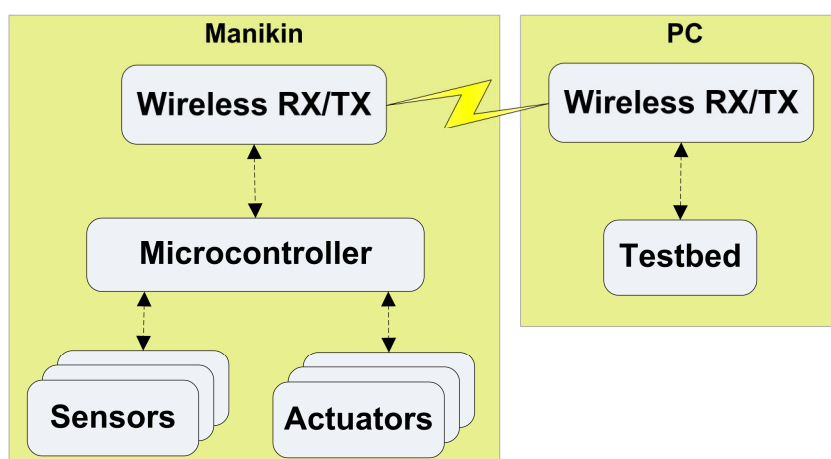 Manikin
Wireless RX/TX
Microcontroller
Sensors
Actuators
PC
Wireless RX/TX
Testbed